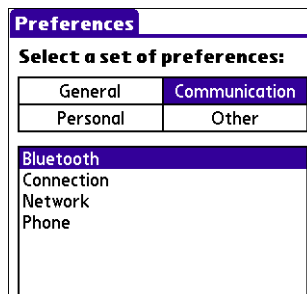 Preferences
Select a set of preferences:
General Communication
Personal Other
Bluetooth
Connection
Network
Phone